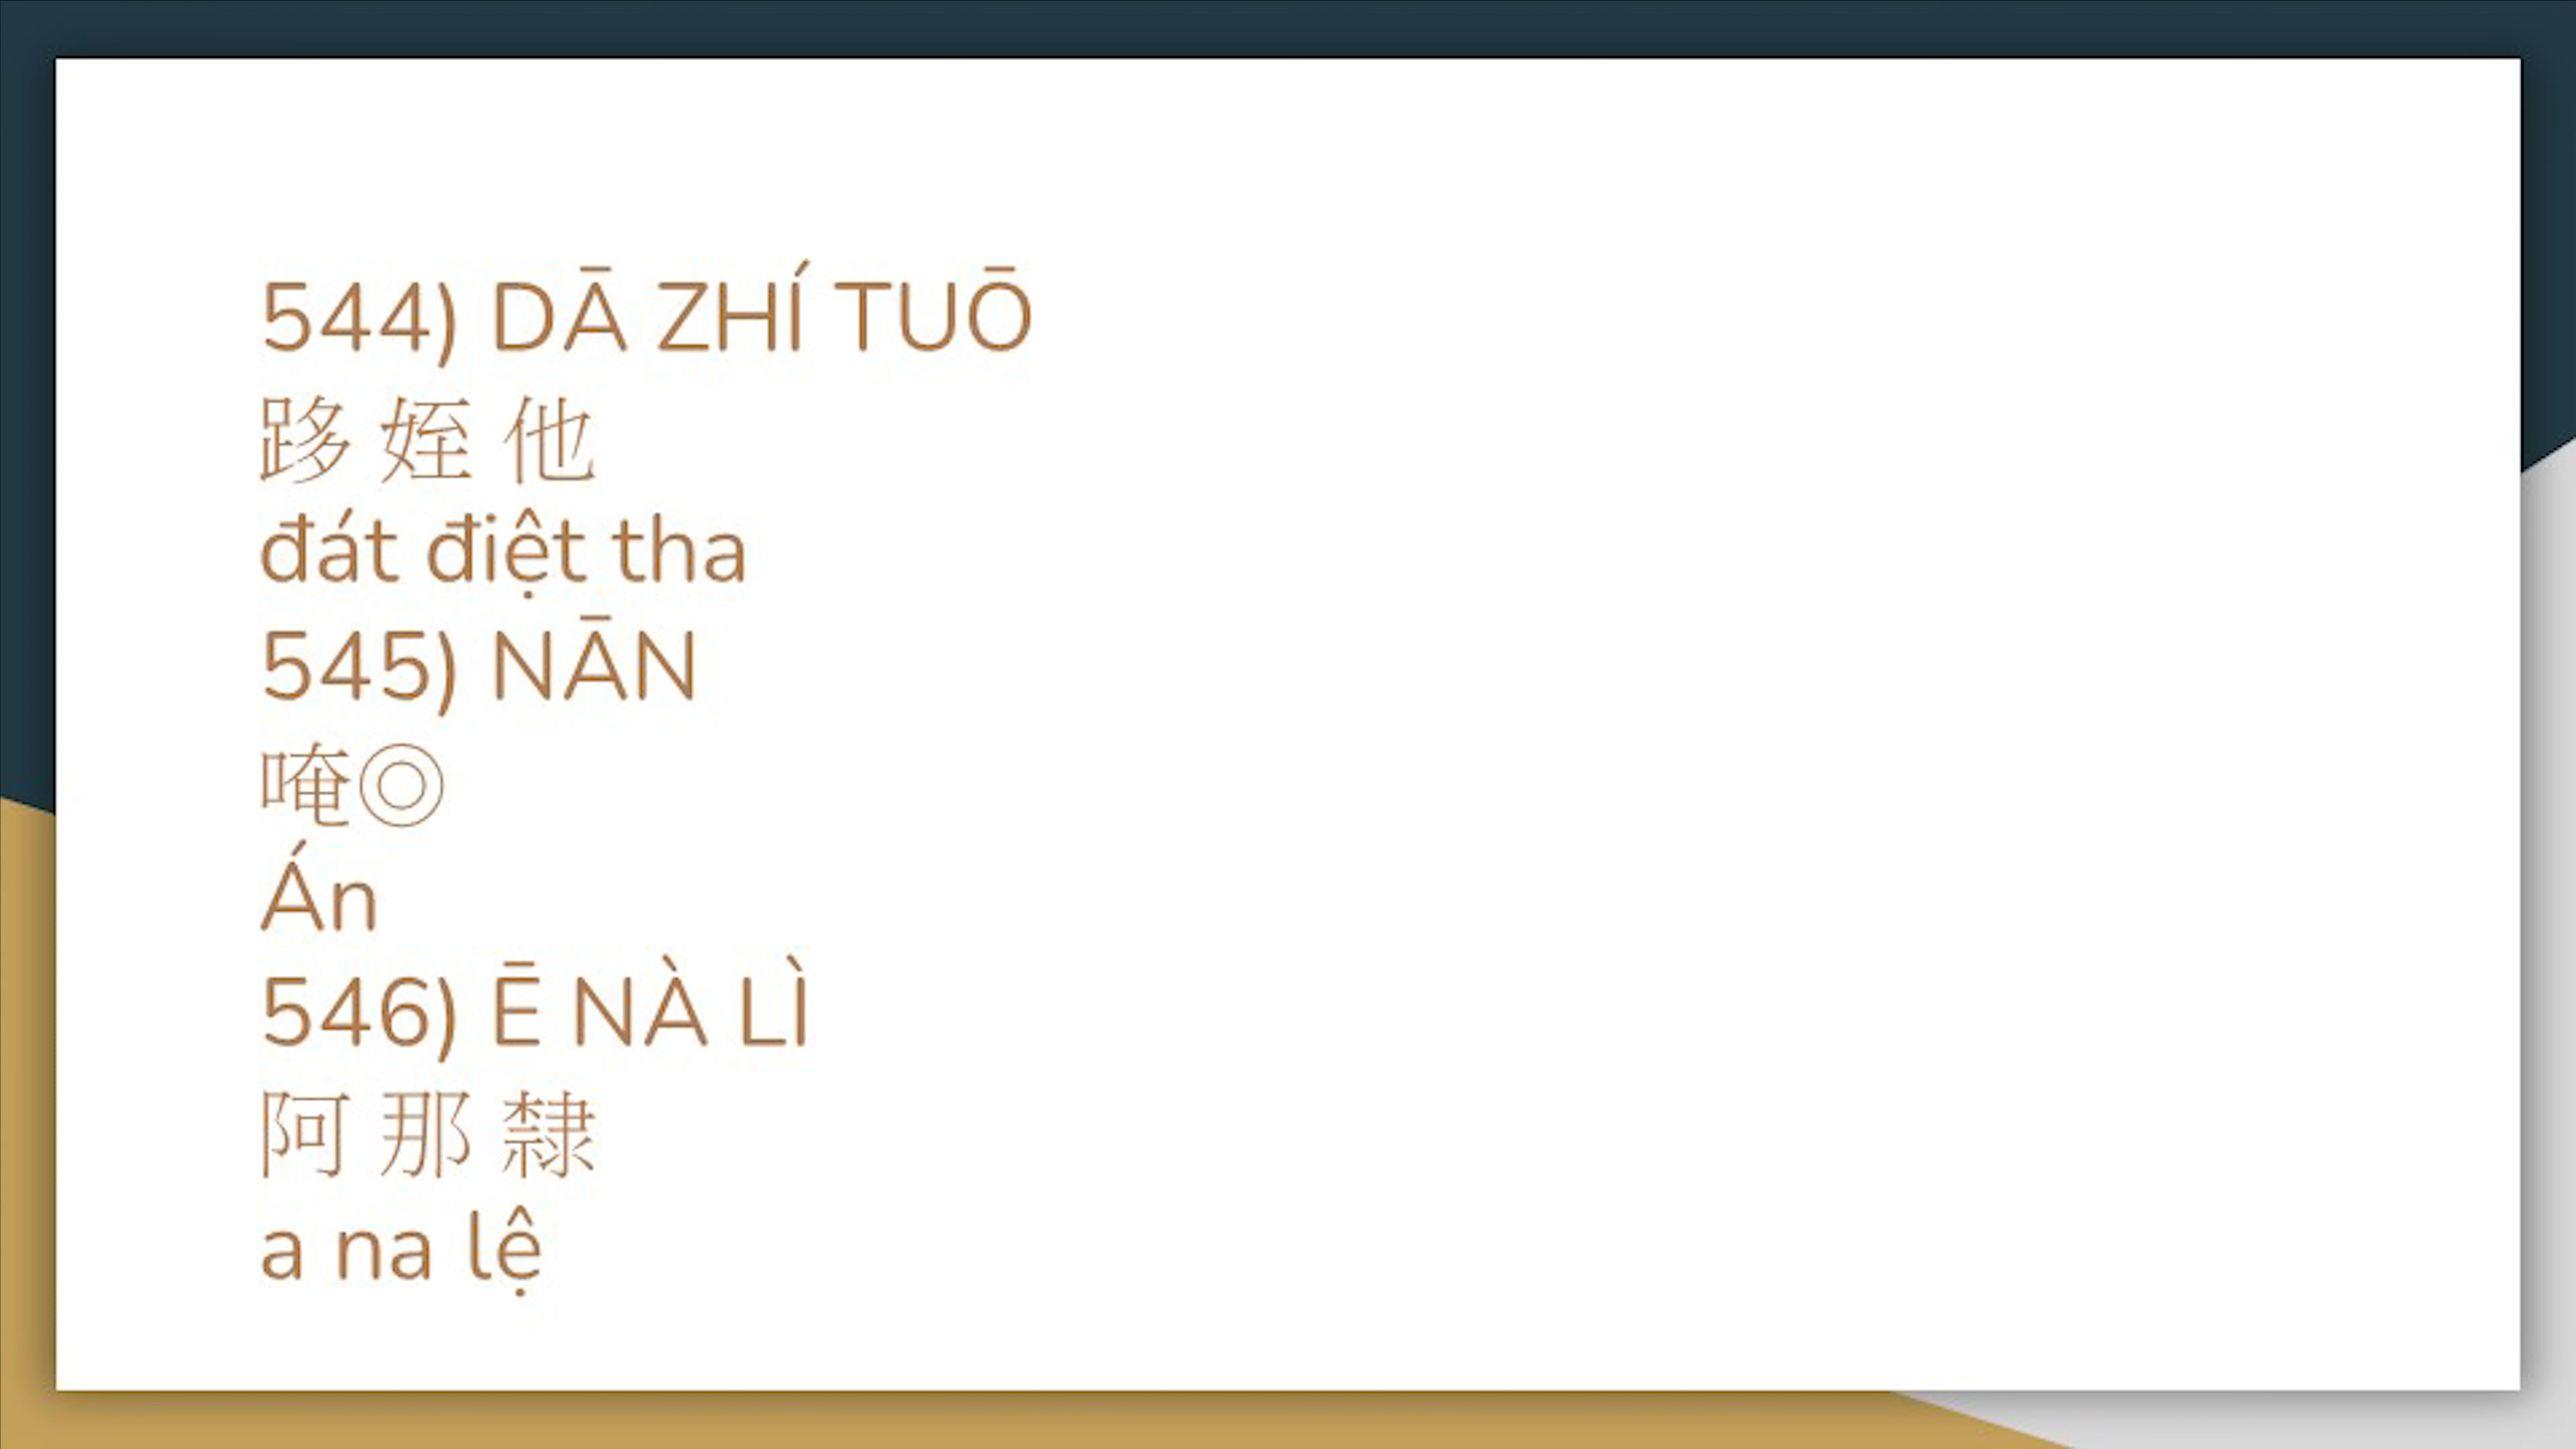 544) DĀ ZHÍ TUŌ
跢 姪 他
đát điệt tha
545) NĀN
唵◎
Án
546) Ē NÀ LÌ
阿 那 隸
a na lệ